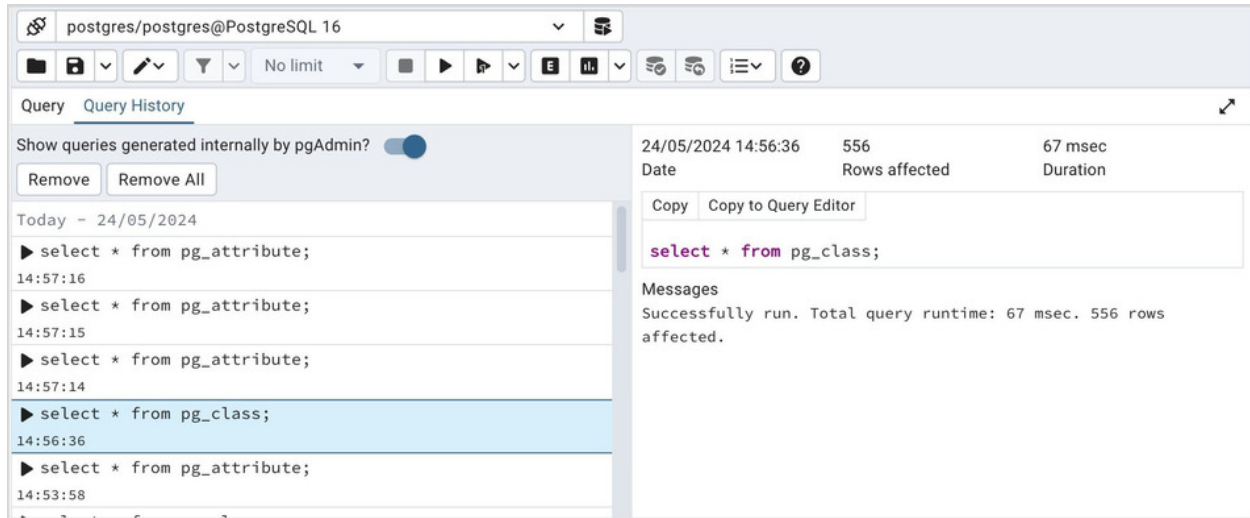 postgres/postgres@PostgreSQL 16
No limit
E
Query Query History
Show queries generated internally by pgAdmin?
Remove Remove All
Today - 24/05/2024
select * from pg_attribute;
14:57:16
select * from pg_attribute;
14:57:15
select * from pg_attribute;
14:57:14
select * from pg_class;
14:56:36
select * from pg_attribute;
14:53:58
24/05/2024 14:56:36 556 67 msec
Date Rows affected Duration
Copy Copy to Query Editor
select * from pg_class;
Messages
Successfully run. Total query runtime: 67 msec. 556 rows
affected.